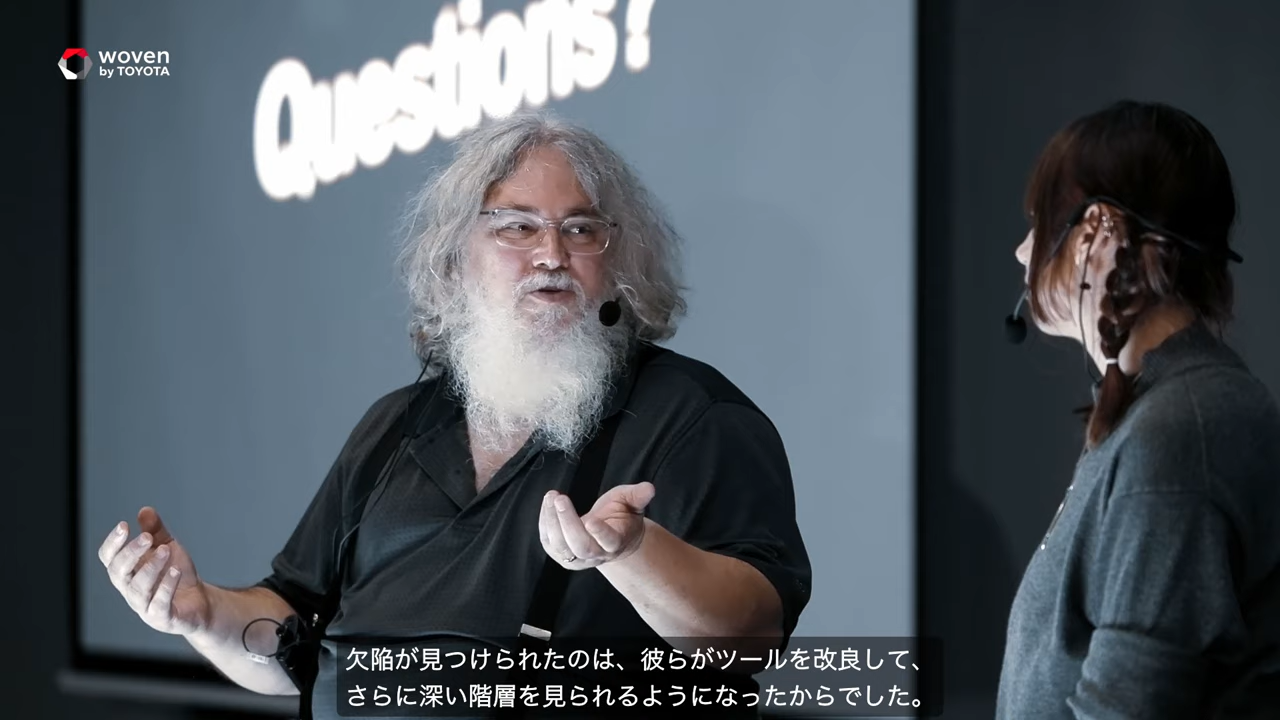 woven
by TOYOTA
Questions?
欠陥が見つけられたのは、彼らがツールを改良して、
さらに深い階層を見られるようになったからでした。